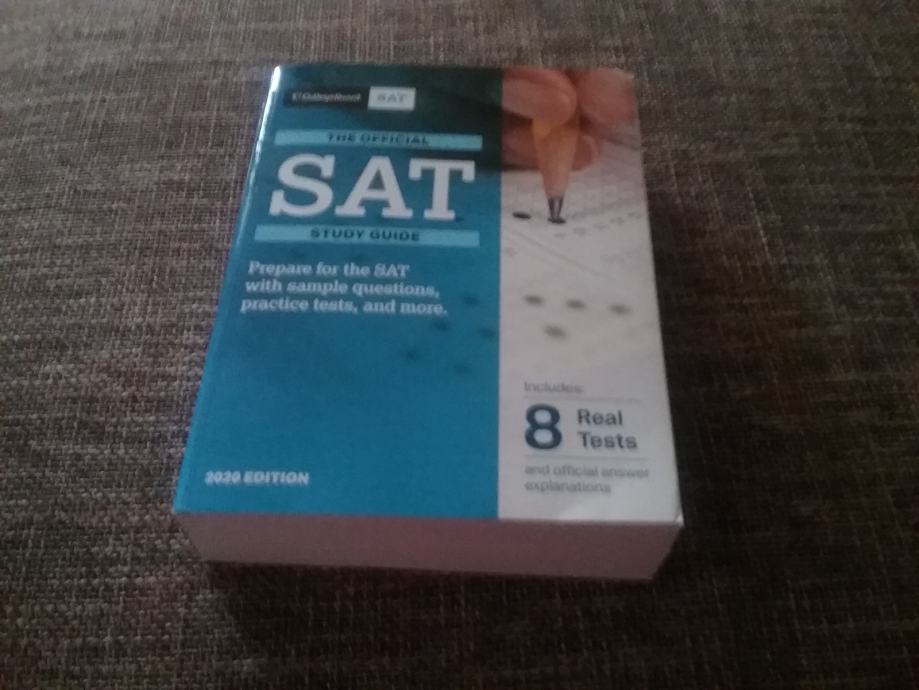 CollegeBoard SAT
THE OFFICIAL
SAT
STUDY GUIDE
Prepare for the SAT
with sample questions,
practice tests, and more.
Includes:
8 Real
Tests
and official answer
explanations
2020 EDITION